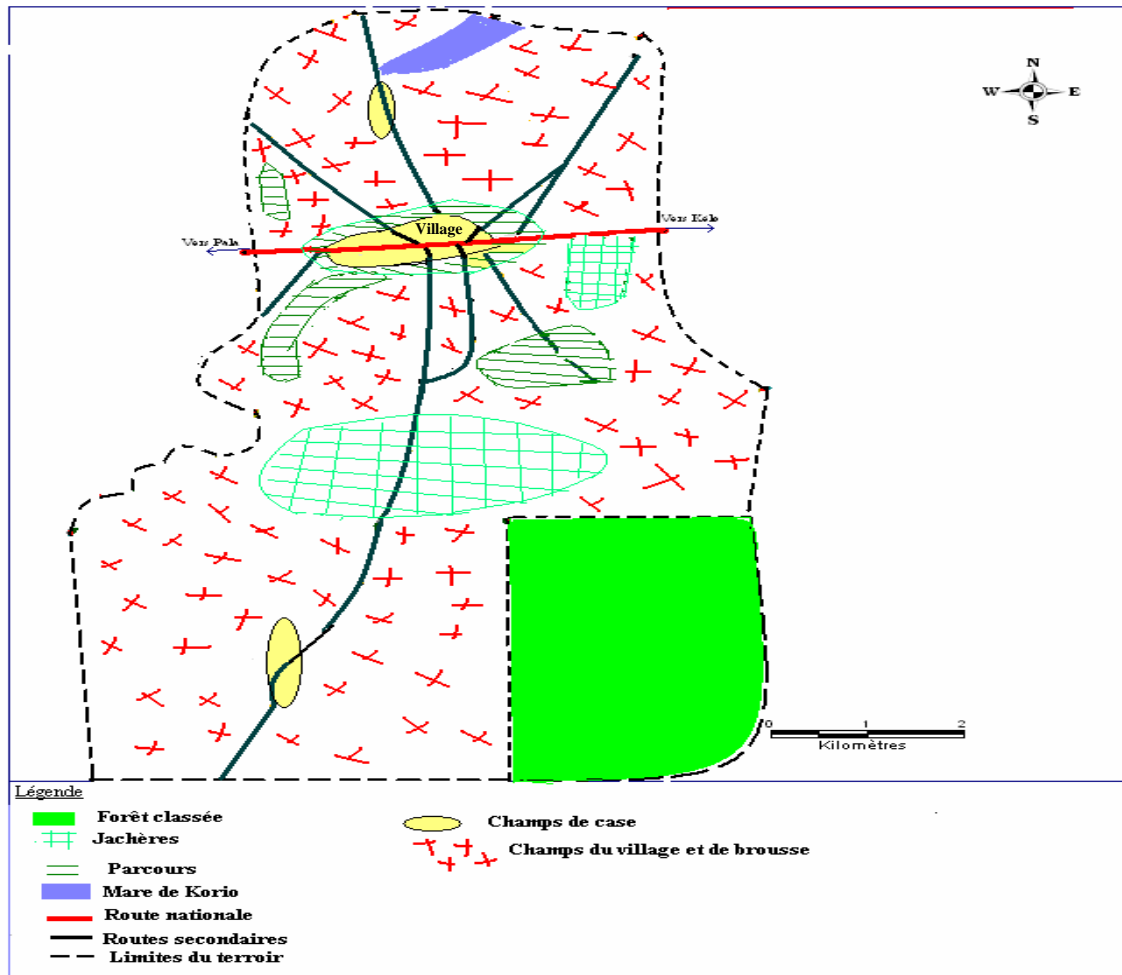 N
W E
S
Village
Vers Kelo
Vers Pala
0 1 2
Kilomètres
Légende
Forêt classée
Jachères
Parcours
Mare de Korio
Route nationale
Routes secondaires
Limites du terroir
Champs de case
Champs du village et de brousse